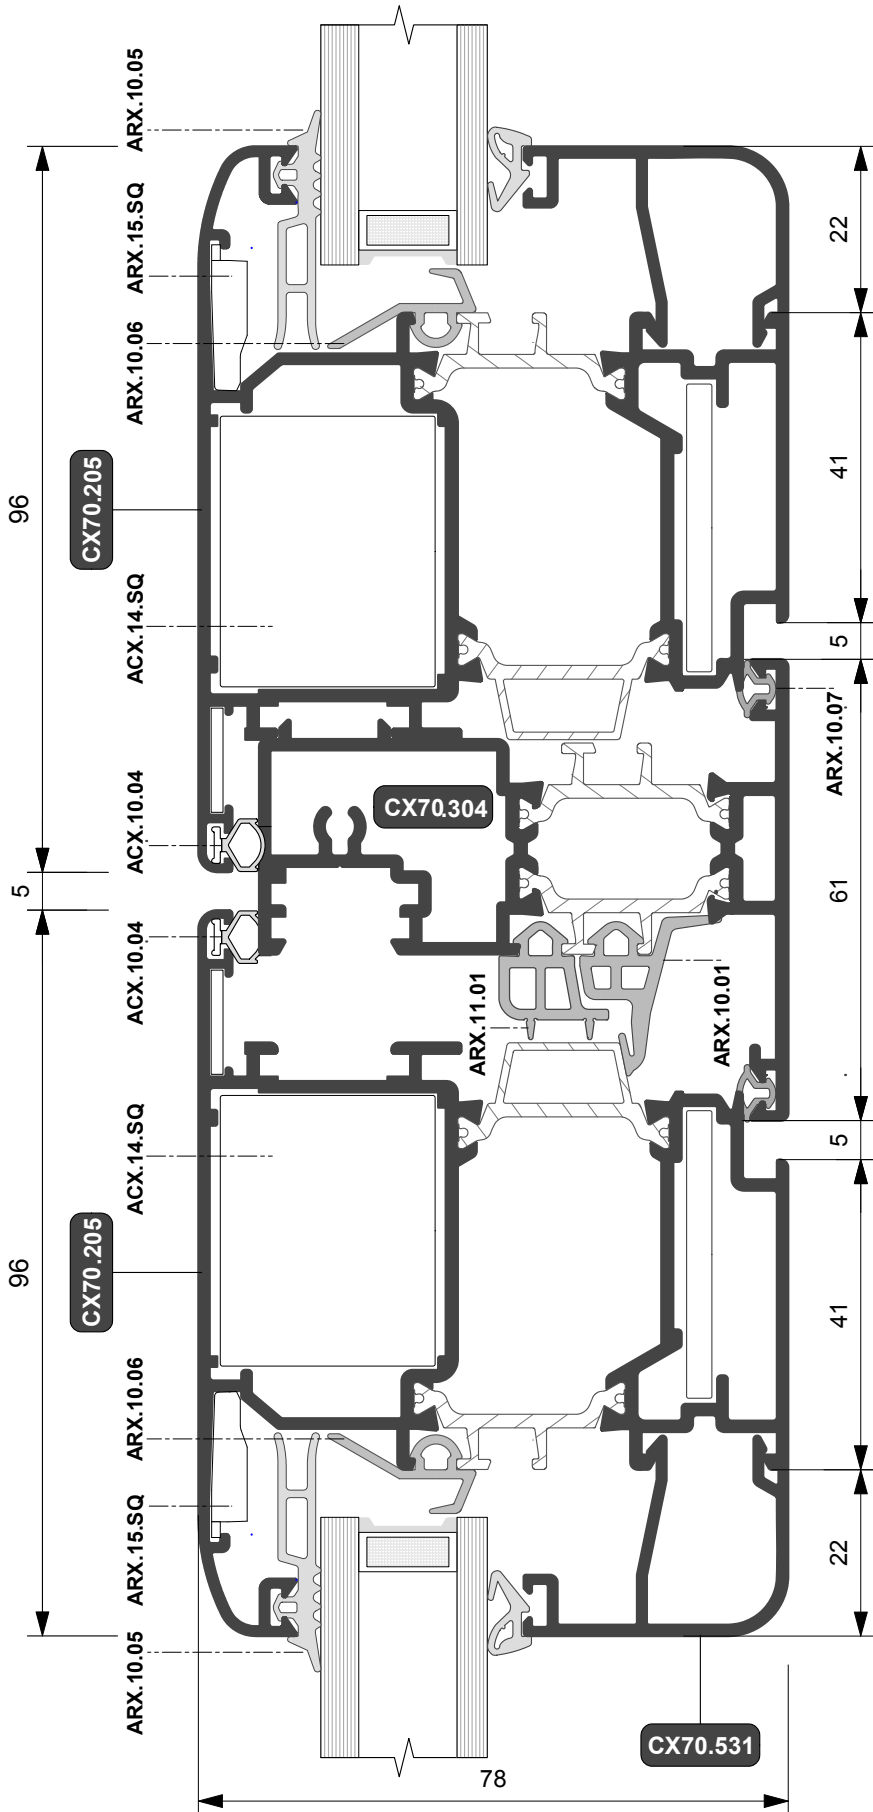 ARX.10.05
ARX.15.SQ
ARX.10.06
22
96
CX70.205
41
ACX.14.SQ
5
ARX.10.07
ACX.10.04
CX70.304
5
61
ACX.10.04
ARX.11.01
ARX.10.01
ACX.14.SQ
5
96
CX70.205
41
ARX.10.06
ARX.15.SQ
22
ARX.10.05
CX70.531
78